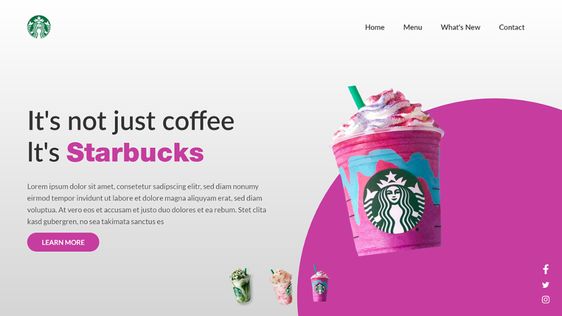 Home Menu What's New Contact
It's not just coffee
It's Starbucks
Lorem ipsum dolor sit amet, consetetur sadipscing elitr, sed diam nonumy
eirmod tempor invidunt ut labore et dolore magna aliquyam erat, sed diam
voluptua. At vero eos et accusam et justo duo dolores et ea rebum. Stet clita
kasd gubergren, no sea takimata sanctus es
LEARN MORE